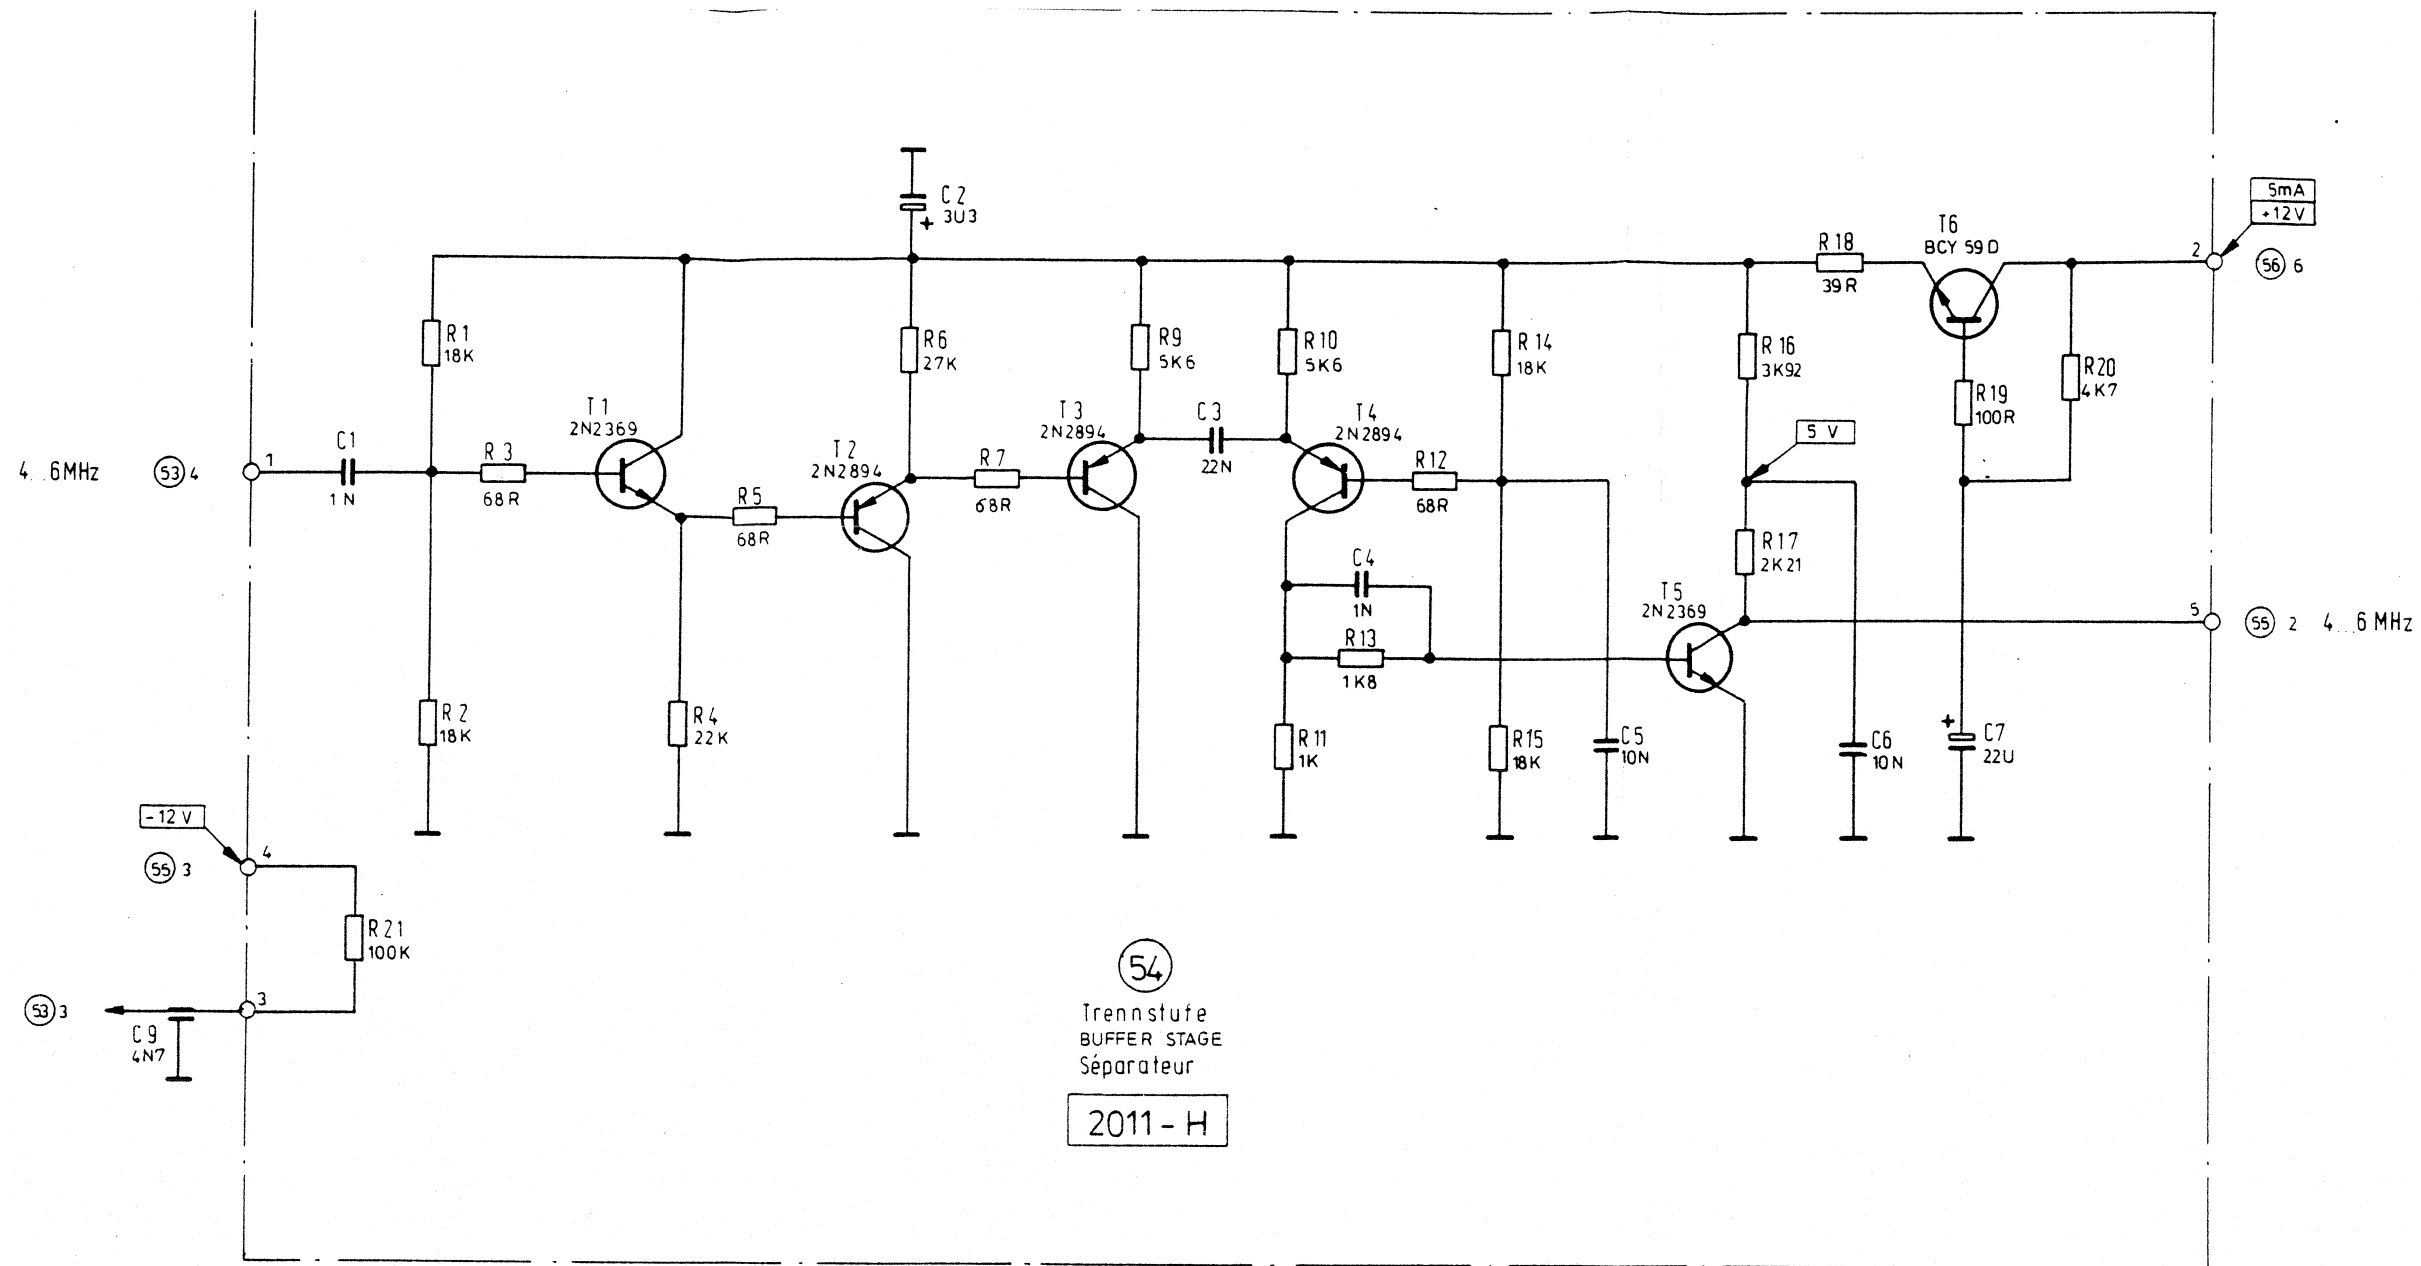 C2
3U3
5mA
+12V
T6
BCY 59D
R18
39R
2
56 6
R1
18K
R6
27K
R9
5K6
R10
5K6
R14
18K
R16
3K92
R19
100R
R20
4K7
T1
2N2369
T2
2N2894
T3
2N2894
C3
22N
T4
2N2894
5 V
4...6MHz
53 4
1
C1
1N
R3
68R
R5
68R
R7
68R
R12
68R
R17
2K21
C4
1N
R13
1K8
T5
2N2369
5
55 2 4...6 MHz
R2
18K
R4
22K
R11
1K
R15
18K
C5
10N
C6
10N
+
C7
22U
+
-12 V
4
55 3
R21
100K
53 3
3
C9
4N7
54
Trennstufe
BUFFER STAGE
Séparateur
2011-H